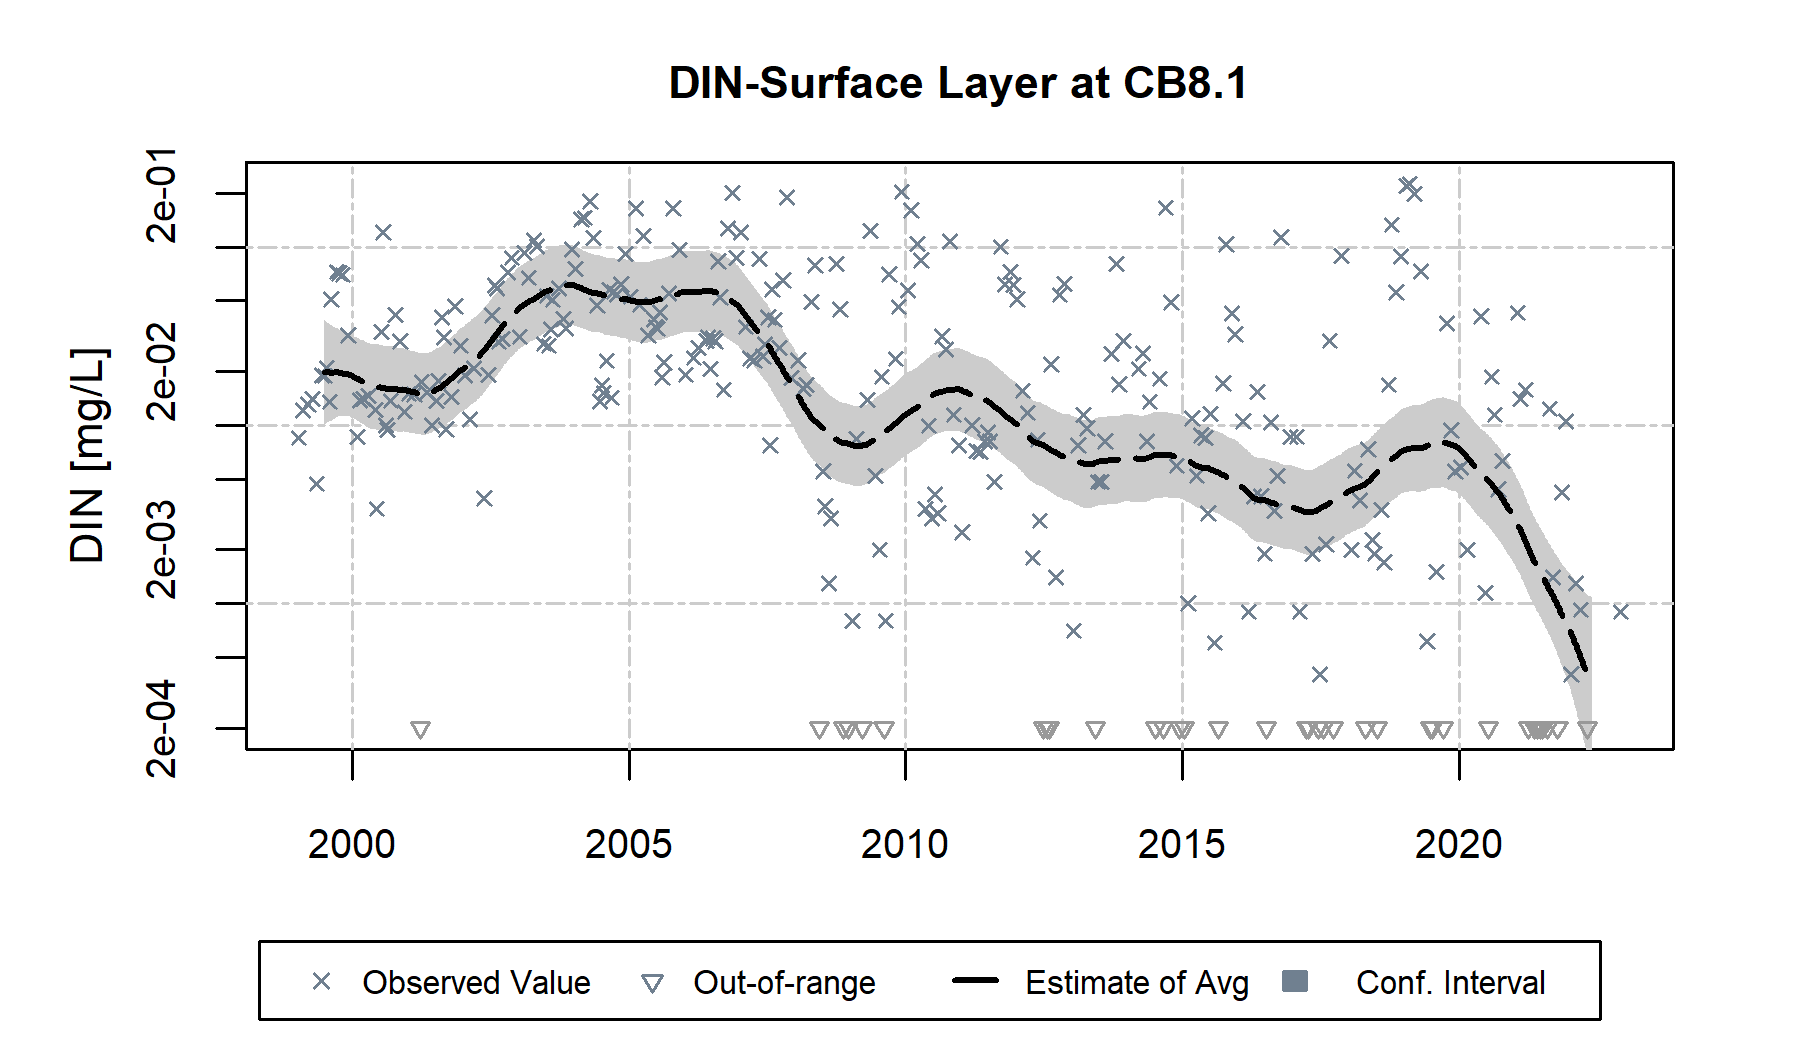 DIN-Surface Layer at CB8.1
DIN [mg/L]
2e-01
2e-02
2e-03
2e-04
2000 2005 2010 2015 2020
Observed Value Out-of-range Estimate of Avg Conf. Interval